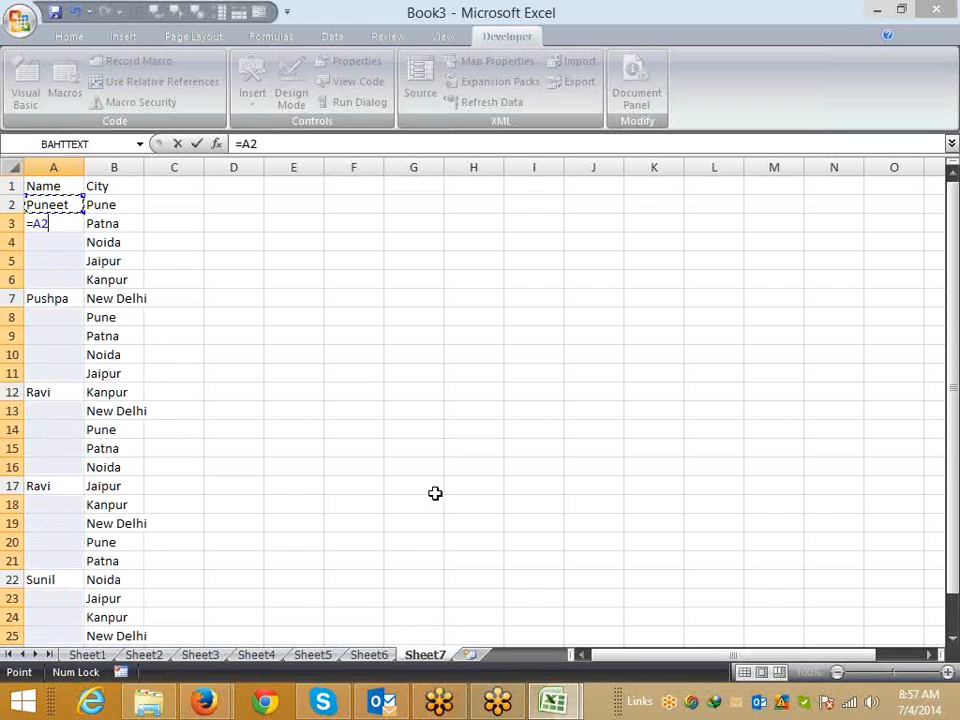 Book3 - Microsoft Excel
Home Insert Page Layout Formulas Data Review View Developer
Visual Basic
Macros
Record Macro
Use Relative References
Macro Security
Code
Insert
Design Mode
Properties
View Code
Run Dialog
Controls
Source
Map Properties
Expansion Packs
Refresh Data
Import
Export
XML
Document Panel
Modify
BAHTTEXT fx =A2
A B C D E F G H I J K L M N O
1 Name City
2 Puneet Pune
3 =A2 Patna
4 Noida
5 Jaipur
6 Kanpur
7 Pushpa New Delhi
8 Pune
9 Patna
10 Noida
11 Jaipur
12 Ravi Kanpur
13 New Delhi
14 Pune
15 Patna
16 Noida
17 Ravi Jaipur
18 Kanpur
19 New Delhi
20 Pune
21 Patna
22 Sunil Noida
23 Jaipur
24 Kanpur
25 New Delhi
Sheet1 Sheet2 Sheet3 Sheet4 Sheet5 Sheet6 Sheet7
Point Num Lock 100%
Links
8:57 AM
7/4/2014